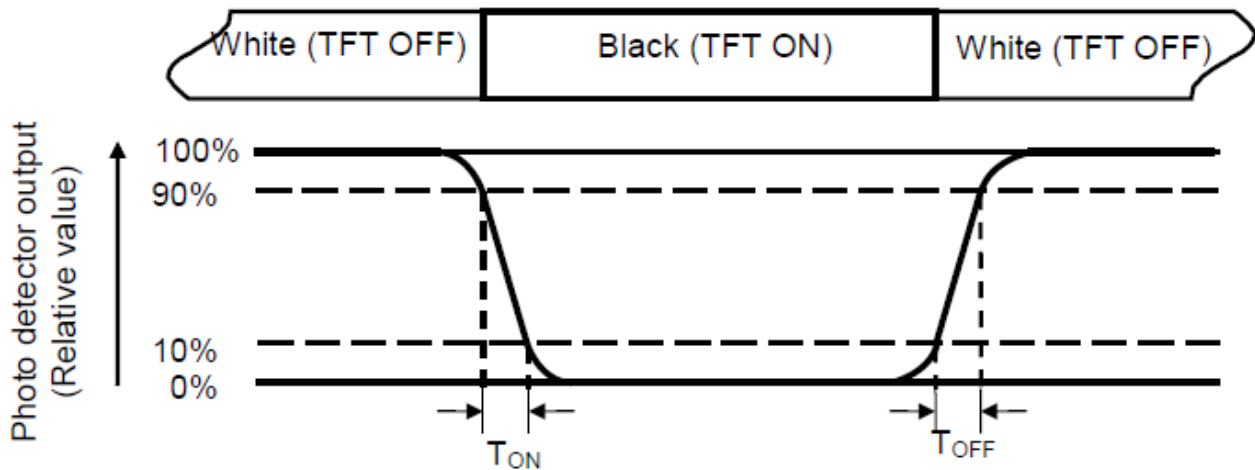 White (TFT OFF)
Black (TFT ON)
White (TFT OFF)
Photo detector output
(Relative value)
100%
90%
10%
0%
TON
TOFF